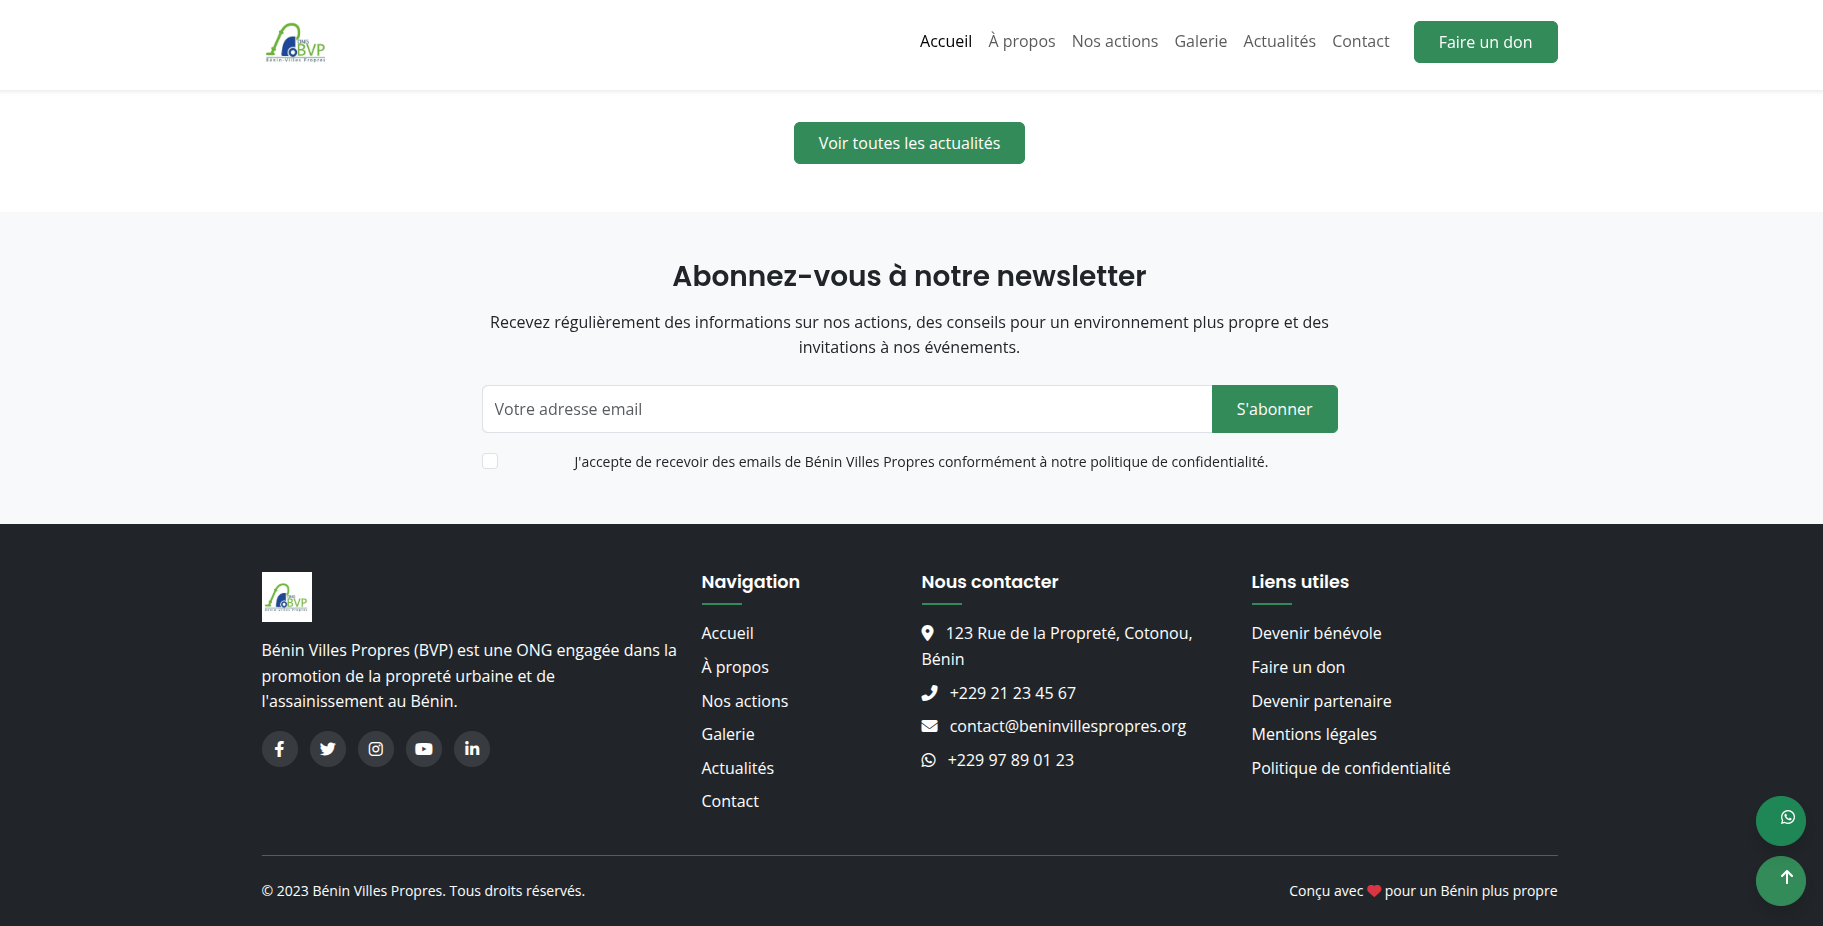 ONG
BVP
Bénin-Villes Propres
Accueil À propos Nos actions Galerie Actualités Contact Faire un don
Voir toutes les actualités
Abonnez-vous à notre newsletter
Recevez régulièrement des informations sur nos actions, des conseils pour un environnement plus propre et des
invitations à nos événements.
Votre adresse email S'abonner
J'accepte de recevoir des emails de Bénin Villes Propres conformément à notre politique de confidentialité.
BVP
Bénin Villes Propres (BVP) est une ONG engagée dans la
promotion de la propreté urbaine et de
l'assainissement au Bénin.
Navigation
Accueil
À propos
Nos actions
Galerie
Actualités
Contact
Nous contacter
123 Rue de la Propreté, Cotonou,
Bénin
+229 21 23 45 67
contact@beninvillespropres.org
+229 97 89 01 23
Liens utiles
Devenir bénévole
Faire un don
Devenir partenaire
Mentions légales
Politique de confidentialité
© 2023 Bénin Villes Propres. Tous droits réservés.
Conçu avec pour un Bénin plus propre